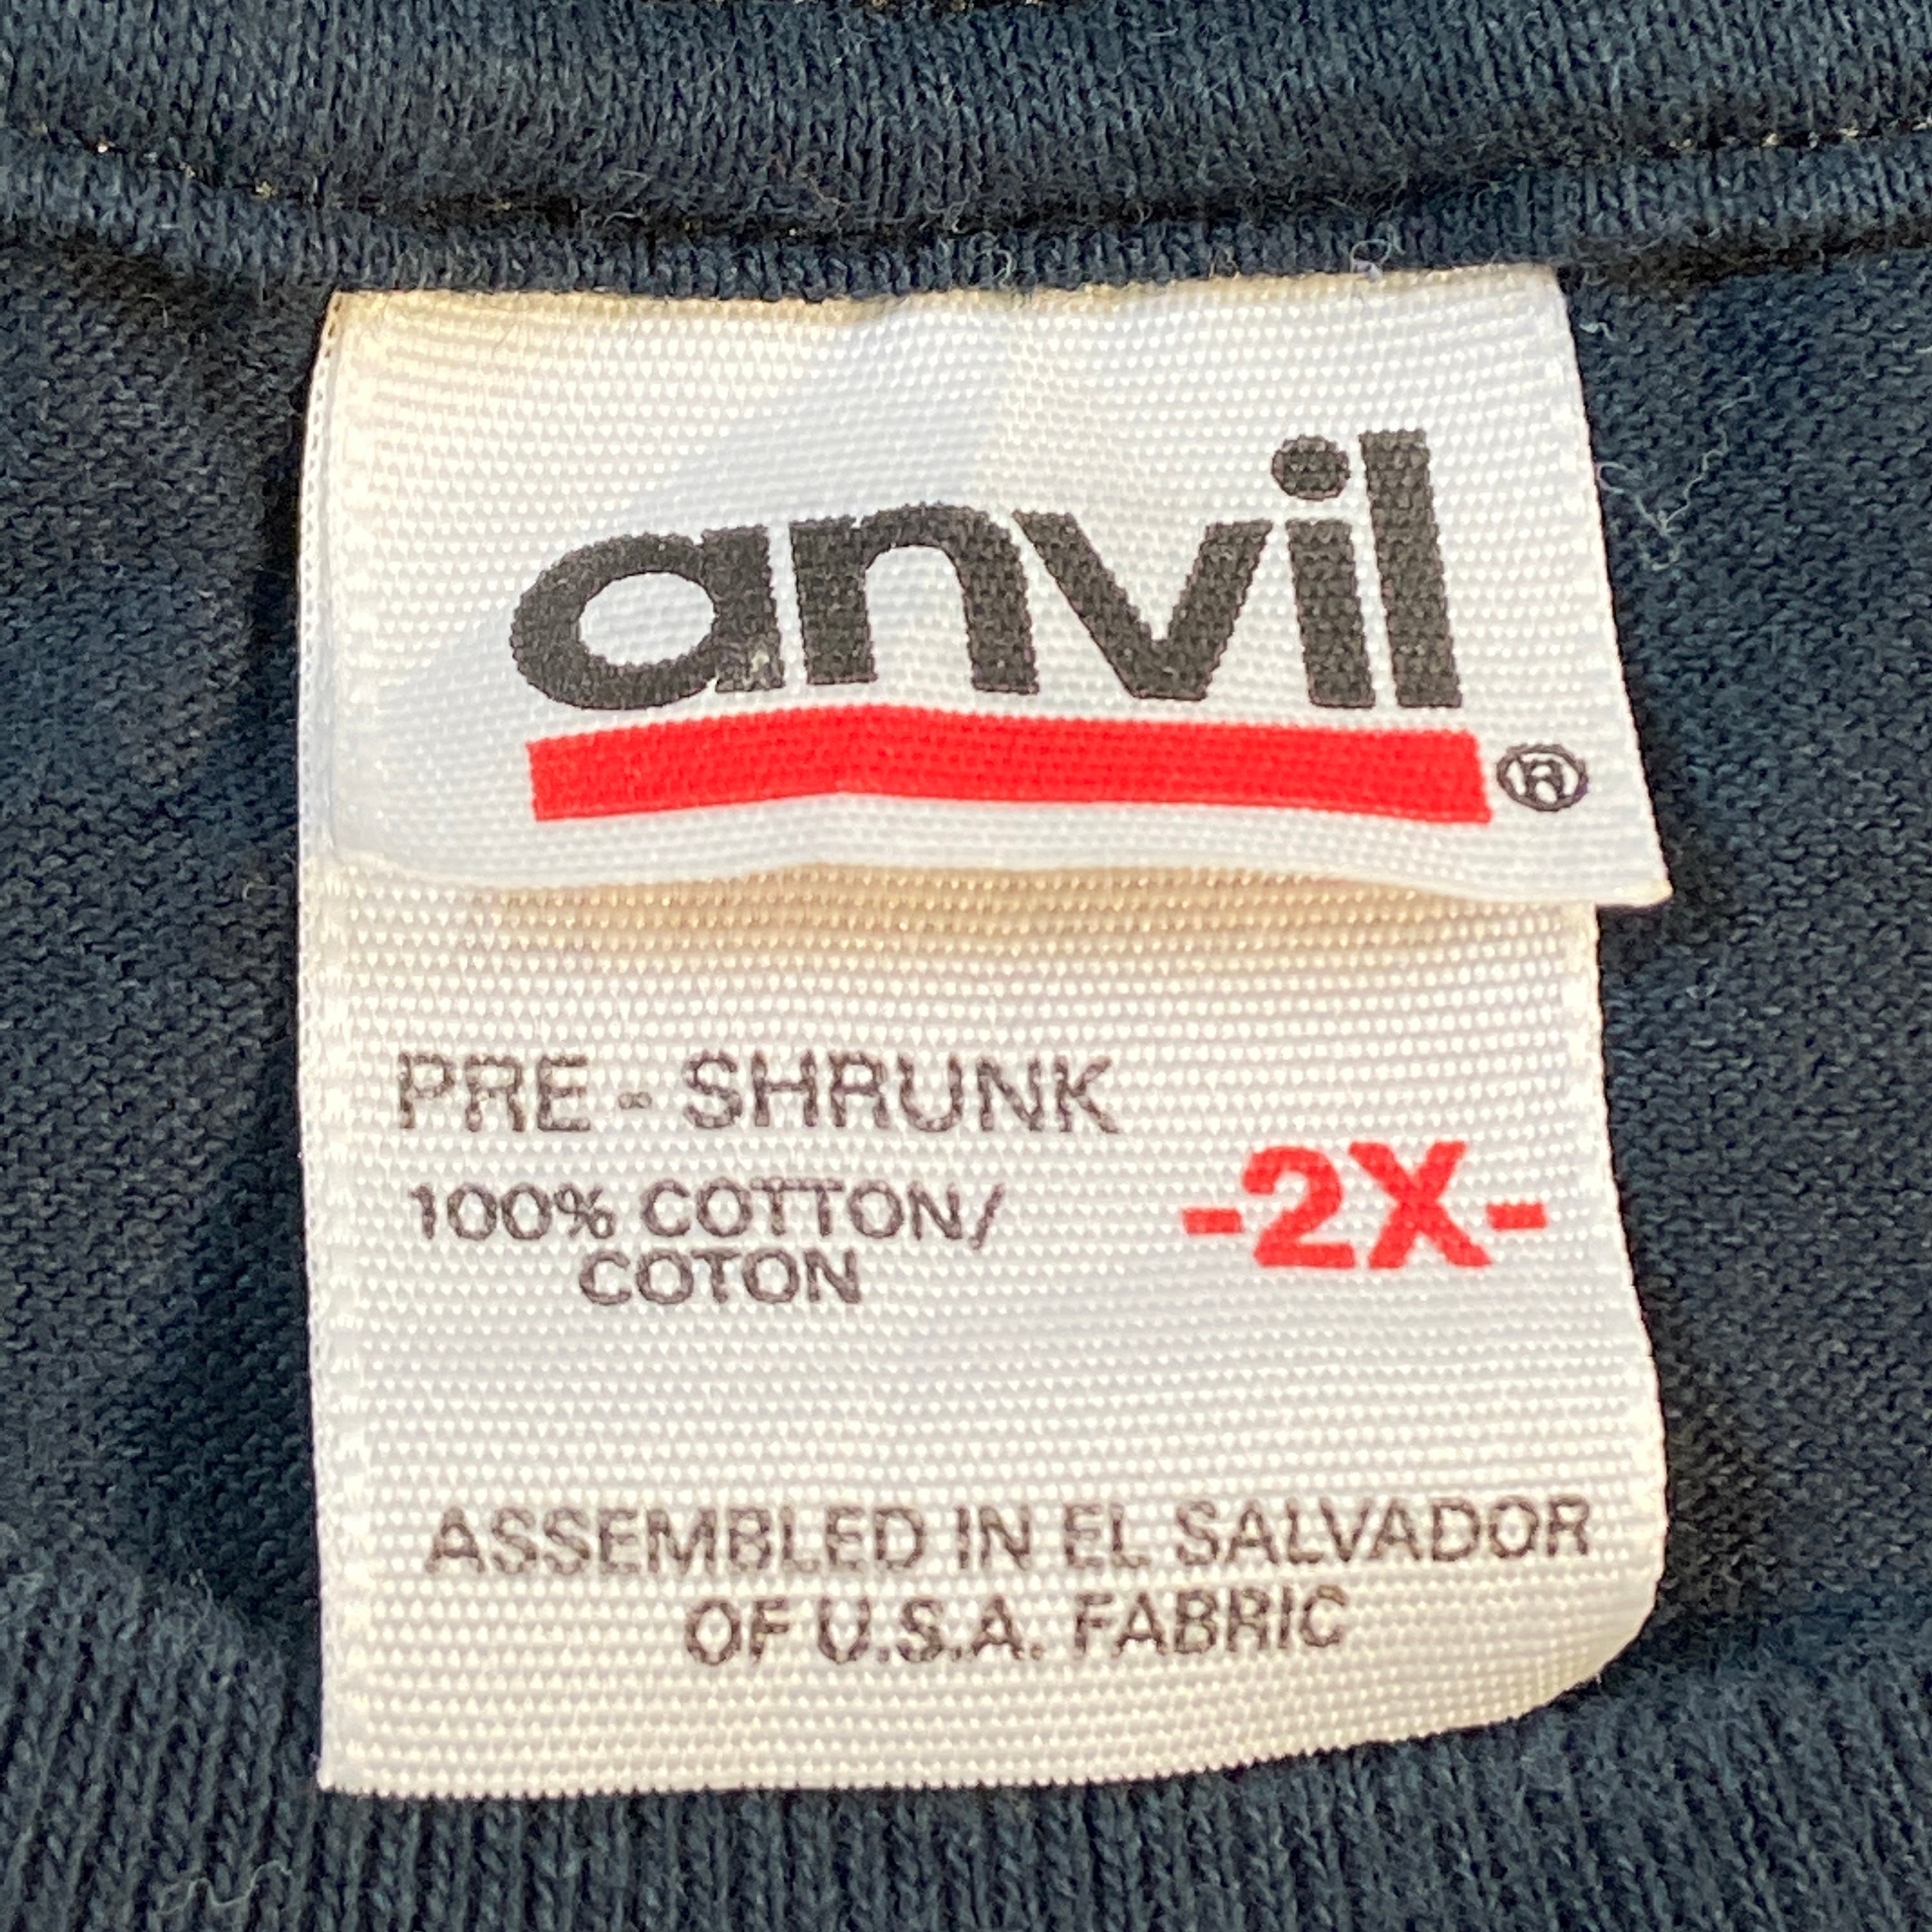 anvil
®
PRE - SHRUNK
100% COTTON/
COTON
-2X-
ASSEMBLED IN EL SALVADOR
OF U.S.A. FABRIC